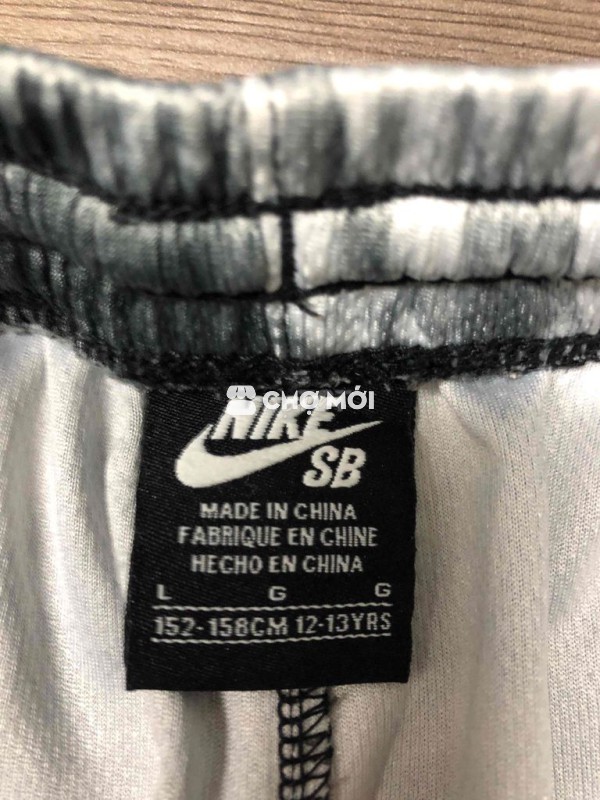 CHỢ MỚI
NIKE
SB
MADE IN CHINA
FABRIQUE EN CHINE
HECHO EN CHINA
L G G
152-158CM 12-13YRS